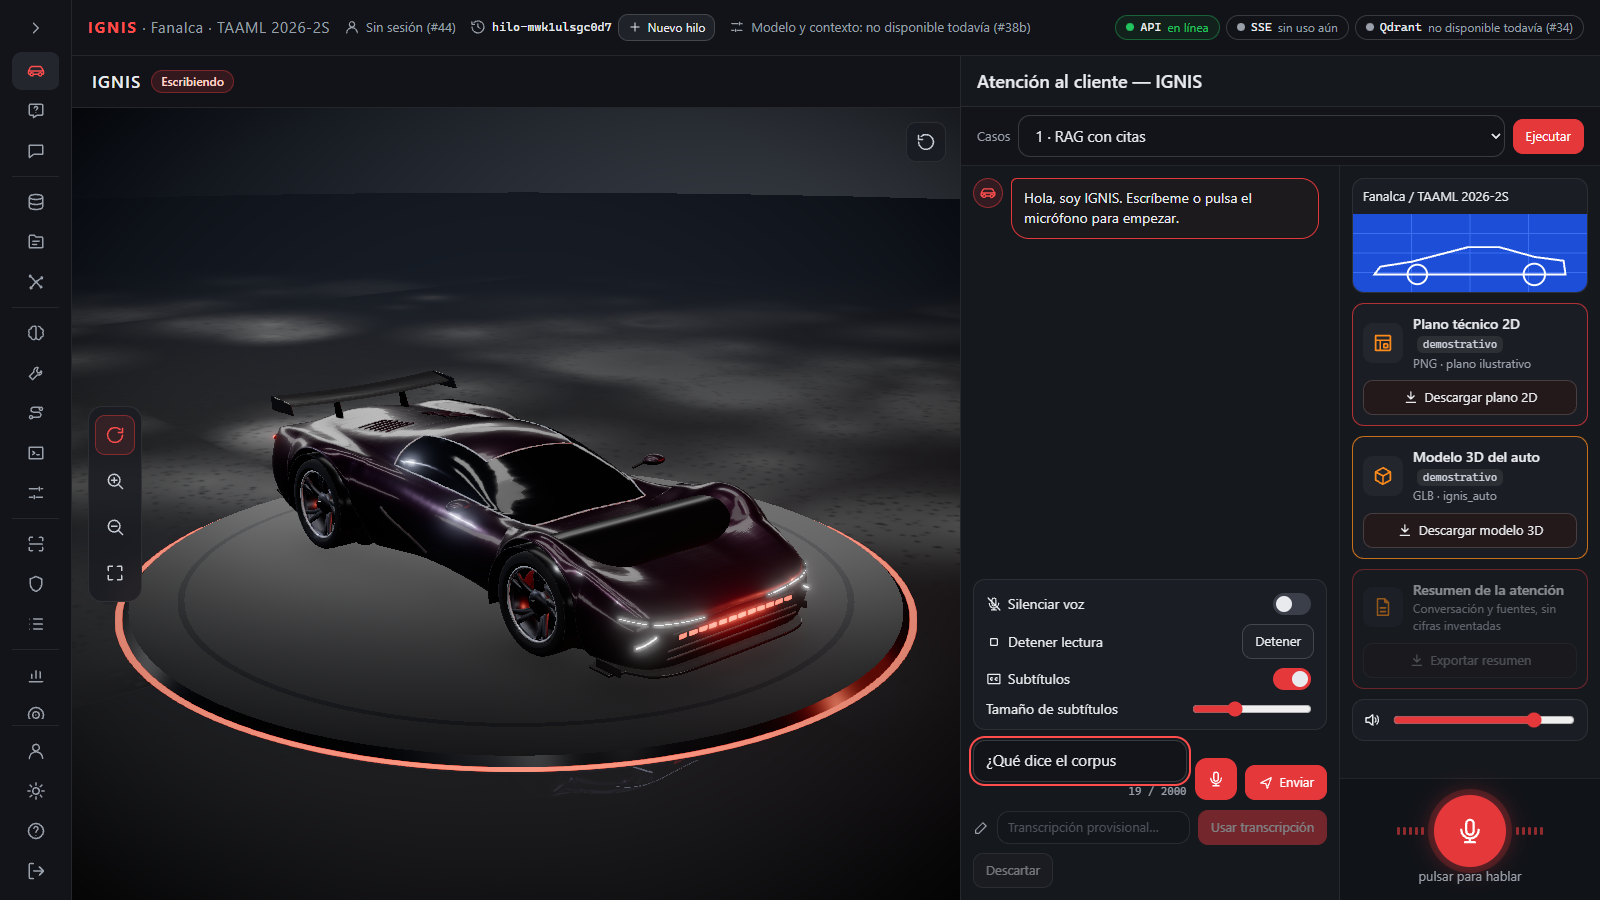 IGNIS · Fanalca · TAAML 2026-2S
Sin sesión (#44)
hilo-mwk1ulsgc0d7
Nuevo hilo
Modelo y contexto: no disponible todavía (#38b)
API en línea
SSE sin uso aún
Qdrant no disponible todavía (#34)
IGNIS
Escribiendo
Atención al cliente — IGNIS
Casos
1 · RAG con citas
Ejecutar
Hola, soy IGNIS. Escríbeme o pulsa el
micrófono para empezar.
Silenciar voz
Detener lectura
Detener
Subtítulos
Tamaño de subtítulos
¿Qué dice el corpus
19 / 2000
Enviar
Transcripción provisional...
Usar transcripción
Descartar
Fanalca / TAAML 2026-2S
Plano técnico 2D
demostrativo
PNG · plano ilustrativo
Descargar plano 2D
Modelo 3D del auto
demostrativo
GLB · ignis_auto
Descargar modelo 3D
Resumen de la atención
Conversación y fuentes, sin
cifras inventadas
Exportar resumen
pulsar para hablar